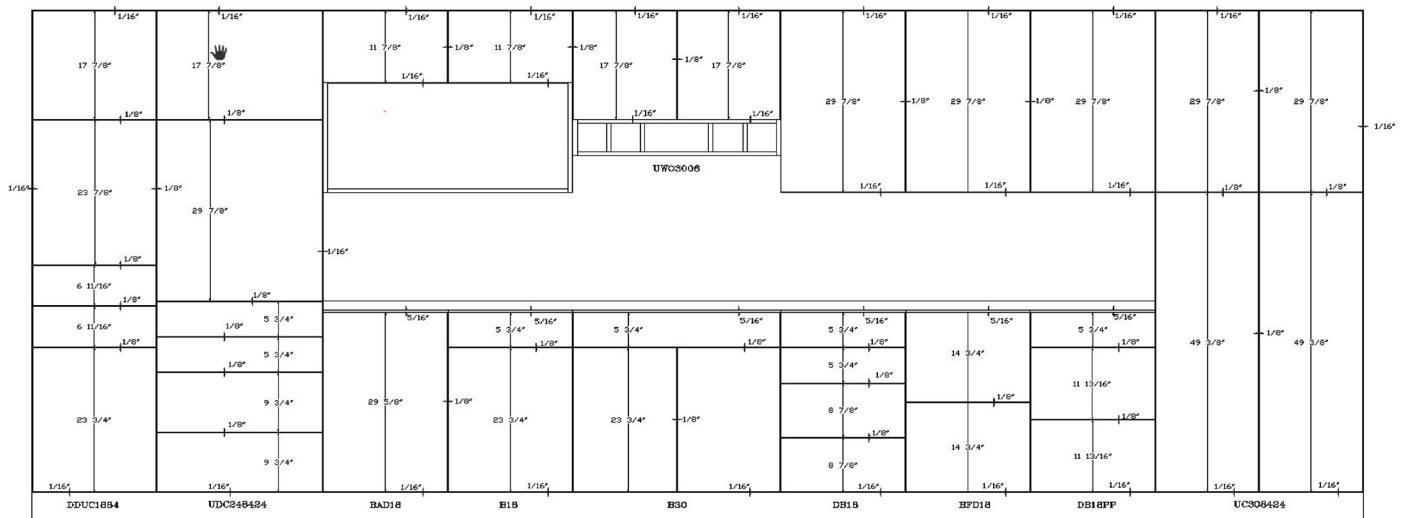 1/16" 1/16" 1/16" 1/16" 1/16" 1/16" 1/16" 1/16" 1/16"
11 7/8" 1/8" 11 7/8" 1/8"
17 7/8" 17 7/8" 17 7/8" 1/8" 17 7/8"
1/16" 1/16" 1/8"
29 7/8" 1/8" 29 7/8" 1/8" 29 7/8" 29 7/8" 29 7/8"
1/8" 1/8" 1/16" 1/16"
1/16"
UWO3006
1/16" 23 7/8" 1/8" 1/16" 1/16" 1/16" 1/8" 1/8"
29 7/8"
1/16"
1/8"
6 11/16" 1/8"
1/8" 5 3/4" 5/16" 5/16" 5/16" 5/16" 5/16" 5/16"
6 11/16" 1/8" 5 3/4" 5 3/4" 5 3/4" 5 3/4" 1/8"
1/8" 1/8" 1/8" 1/8" 1/8" 49 3/8" 49 3/8"
5 3/4" 14 3/4"
1/8" 5 3/4" 1/8"
11 13/16"
9 3/4" 29 5/8" 1/8" 1/8"
8 7/8"
23 3/4" 1/8" 23 3/4" 23 3/4" 1/8" 1/8"
1/8"
14 3/4"
9 3/4" 8 7/8" 11 13/16"
1/16" 1/16" 1/16" 1/16" 1/16" 1/16" 1/16" 1/16" 1/16" 1/16"
UDC248424 BAD18 B18 B30 DB18 BFD18 DB18PP UC308424